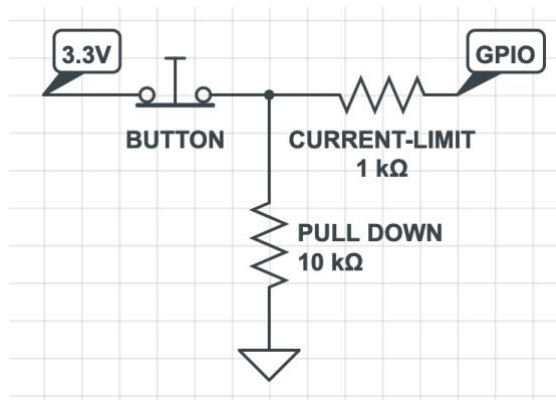 3.3V
GPIO
BUTTON
CURRENT-LIMIT
1 kΩ
PULL DOWN
10 kΩ